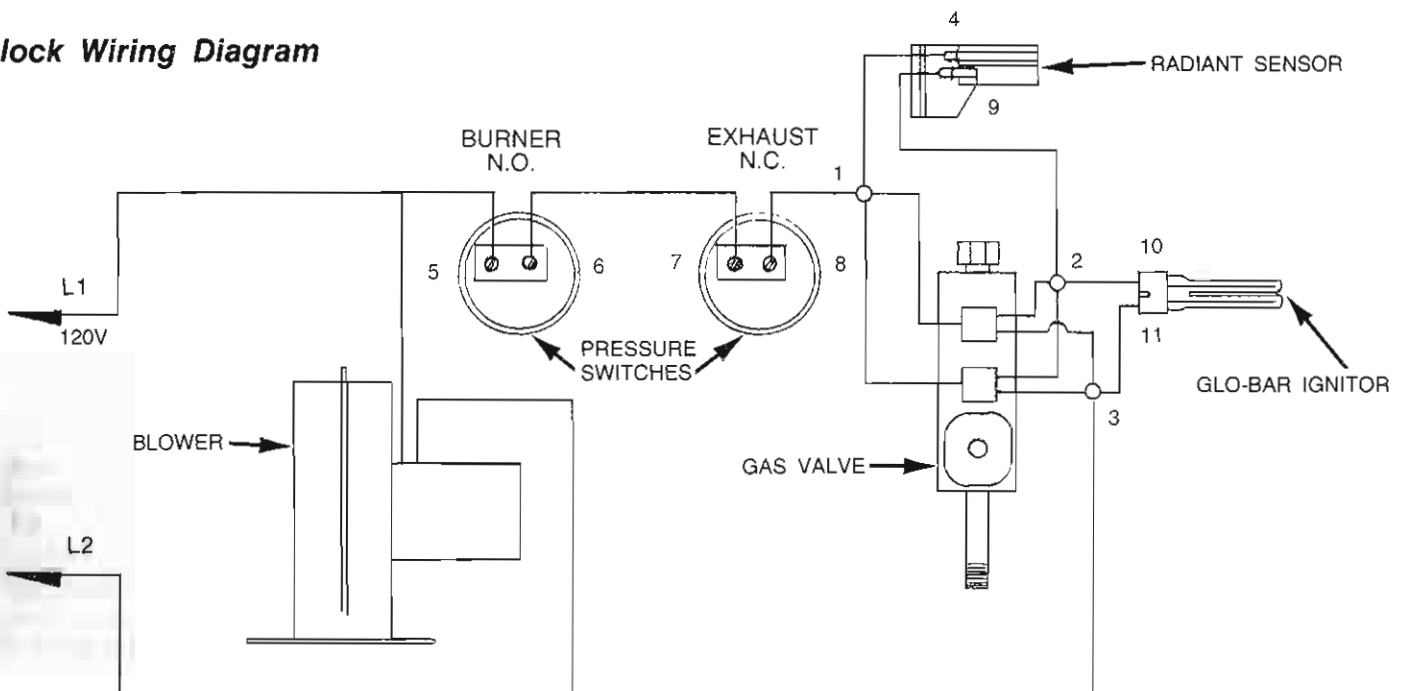 lock Wiring Diagram
4
RADIANT SENSOR
9
BURNER
N.O.
EXHAUST
N.C.
1
5
6
7
8
2
10
11
L1
120V
PRESSURE
SWITCHES
GLO-BAR IGNITOR
3
BLOWER
GAS VALVE
L2